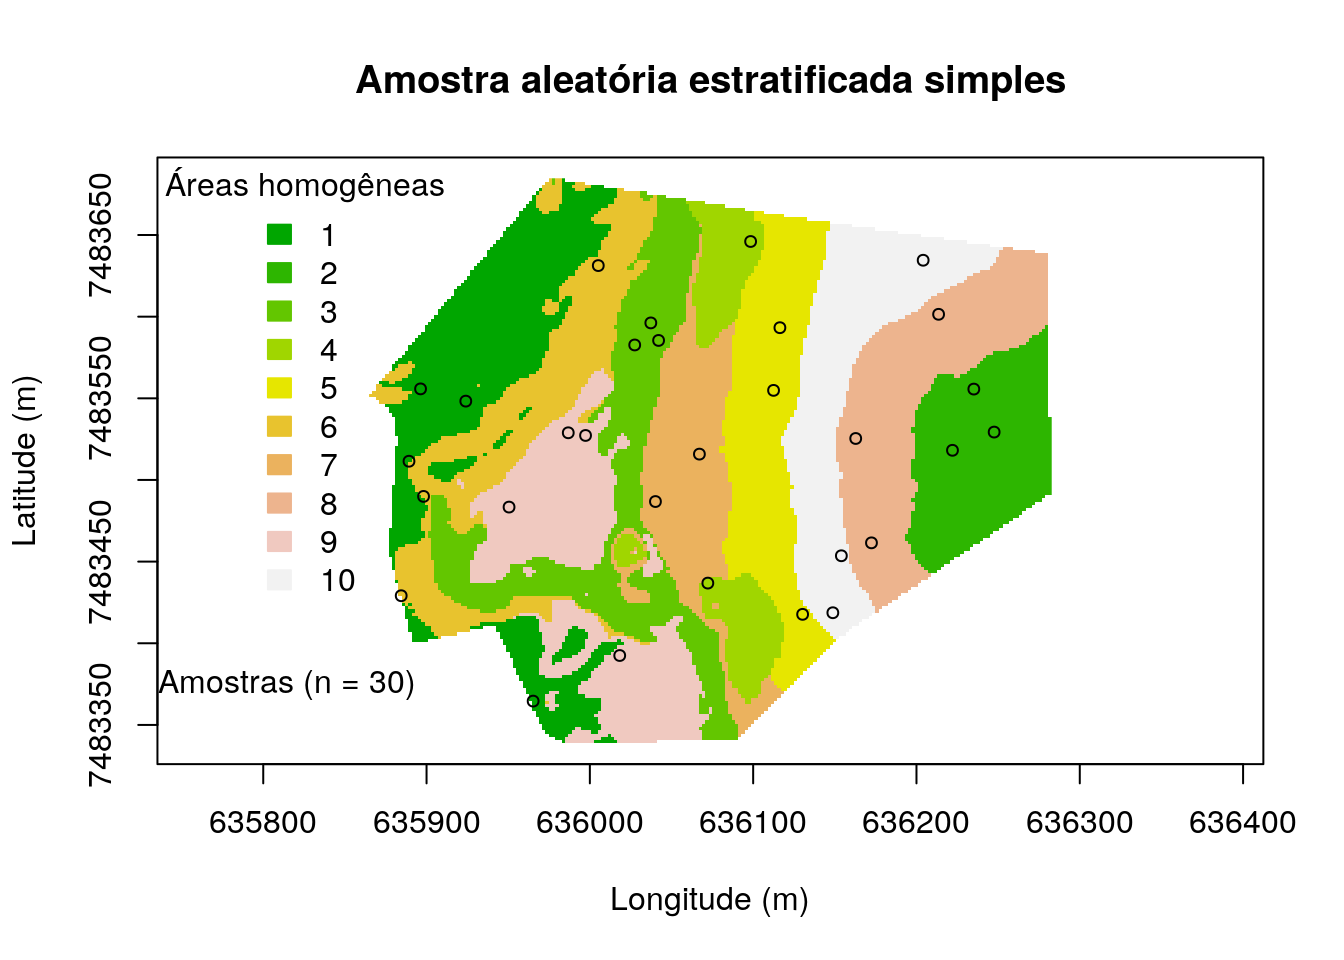 Amostra aleatória estratificada simples
Áreas homogêneas
1
2
3
4
5
6
7
8
9
10
Amostras (n = 30)
Latitude (m)
7483650
7483550
7483450
7483350
635800 635900 636000 636100 636200 636300 636400
Longitude (m)